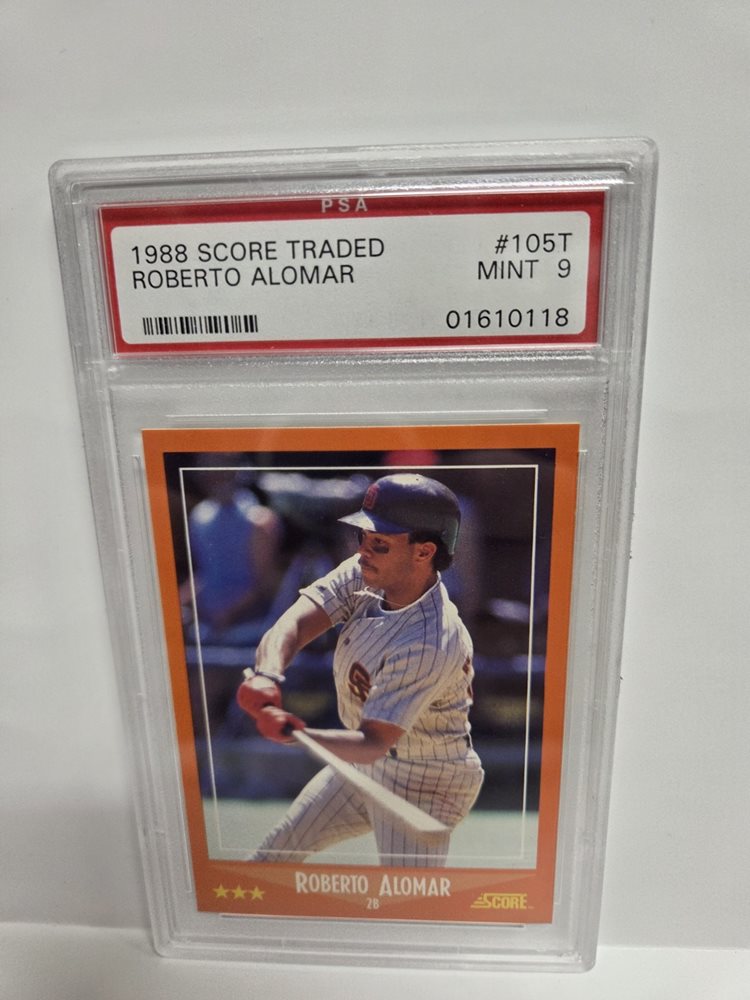 PSA
1988 SCORE TRADED #105T
ROBERTO ALOMAR MINT 9
01610118
ROBERTO ALOMAR
2B
SCORE